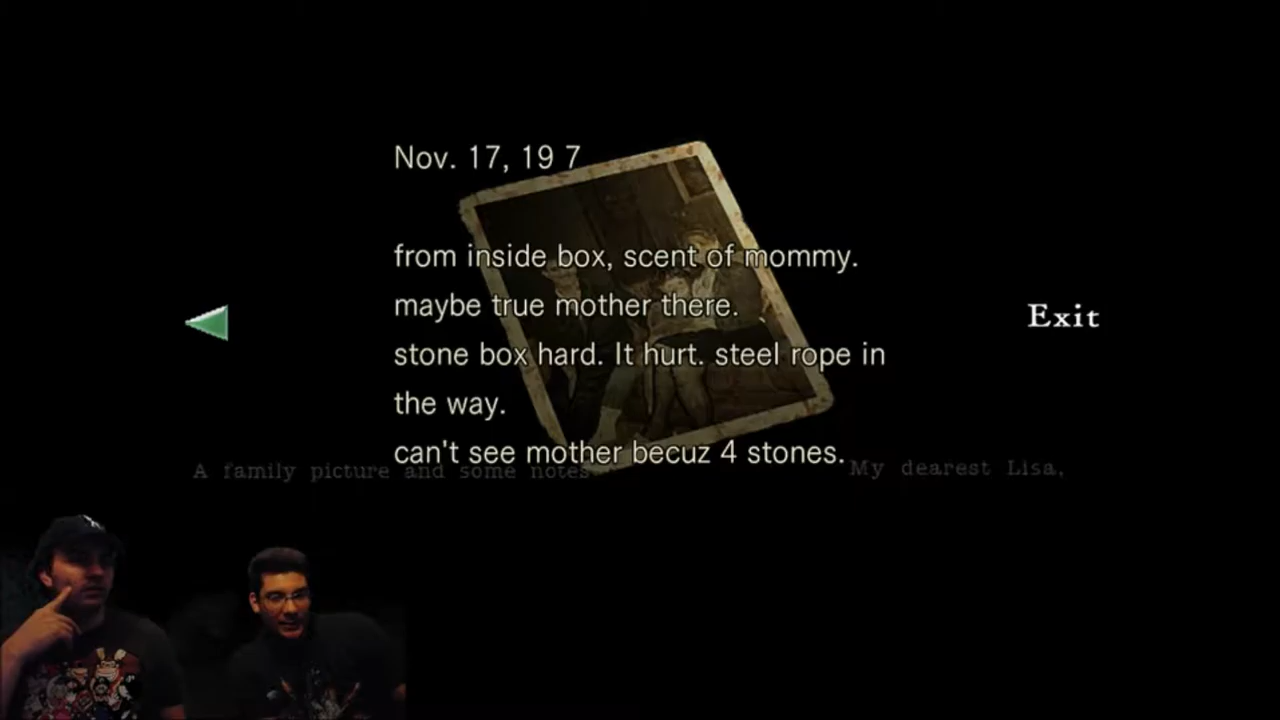 Nov. 17, 19 7
from inside box, scent of mommy.
maybe true mother there.
Exit
stone box hard. It hurt. steel rope in
the way.
can't see mother becuz 4 stones.
A family picture and some notes
My dearest Lisa,